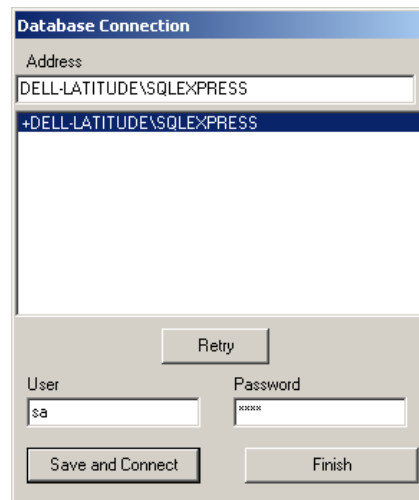 Database Connection
Address
DELL-LATITUDE\SQLEXPRESS
+DELL-LATITUDE\SQLEXPRESS
Retry
User Password
sa ****
Save and Connect Finish